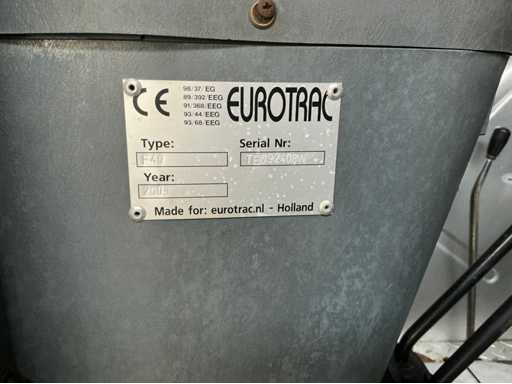 CE
98/37/EG
89/392/EEG
91/368/EEG
93/44/EEG
93/68/EEG
EUROTRAC
Type: Serial Nr:
F40
Year:
Made for: eurotrac.nl - Holland